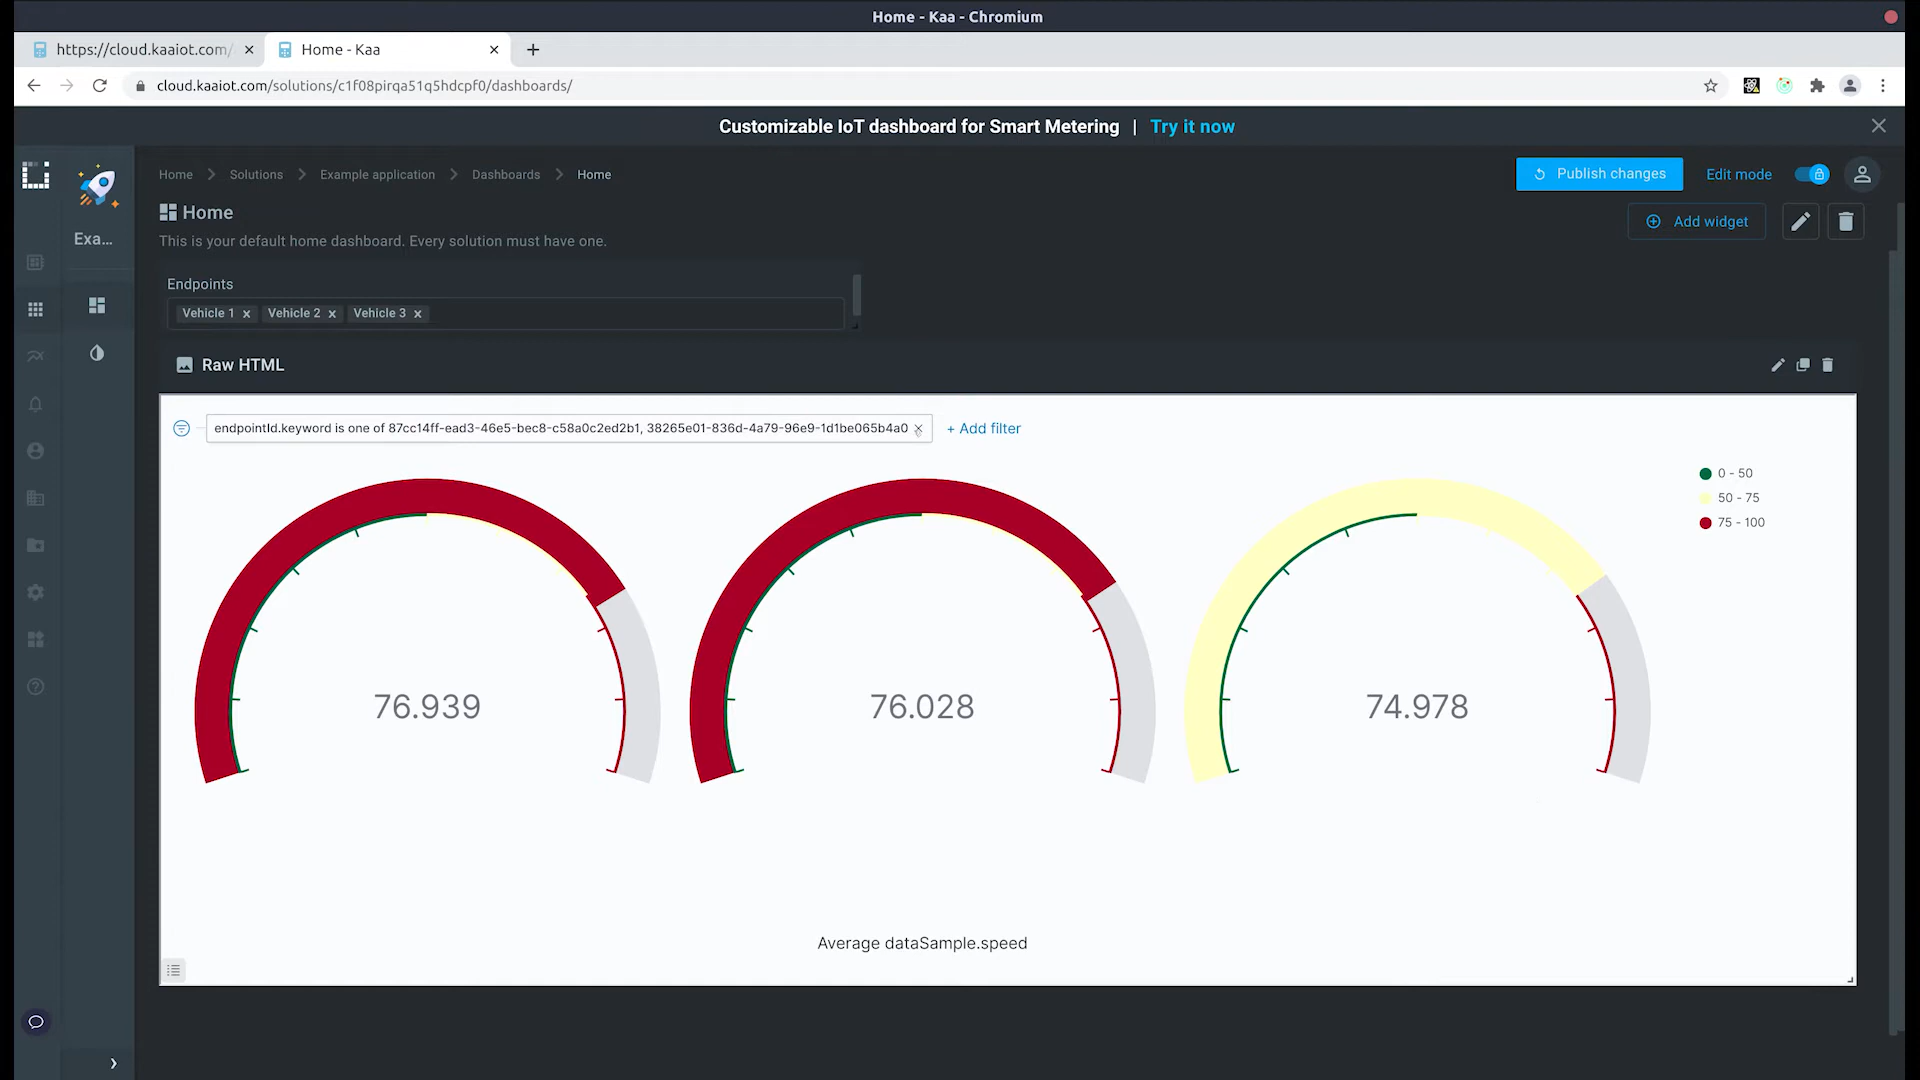 Home - Kaa - Chromium
https://cloud.kaaiot.com/
Home - Kaa
cloud.kaaiot.com/solutions/c1f08pirqa51q5hdcpf0/dashboards/
Customizable IoT dashboard for Smart Metering | Try it now
Home Solutions Example application Dashboards Home
Publish changes
Edit mode
Exa...
Home
Add widget
This is your default home dashboard. Every solution must have one.
Endpoints
Vehicle 1 × Vehicle 2 × Vehicle 3 ×
Raw HTML
endpointId.keyword is one of 87cc14ff-ead3-46e5-bec8-c58a0c2ed2b1, 38265e01-836d-4a79-96e9-1d1be065b4a0
+ Add filter
0 - 50
50 - 75
75 - 100
76.939
76.028
74.978
Average dataSample.speed